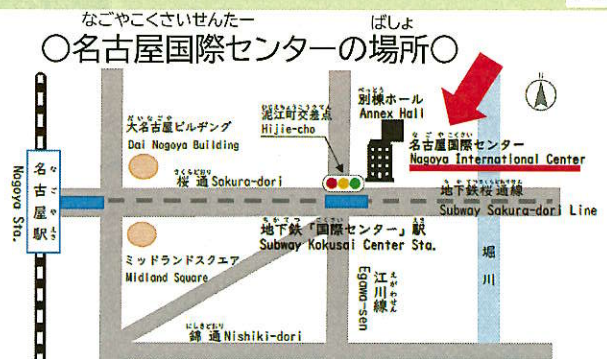 なごやこくさいせんたー ばしょ
○名古屋国際センターの場所○
だいなごや
大名古屋ビルヂング
Dai Nagoya Building
ひじえちょうこうさてん
泥江町交差点
Hijie-cho
べっとう
別棟ホール
Annex Hall
N
なごやこくさい
名古屋国際センター
Nagoya International Center
さくらどおり
桜通 Sakura-dori
ちかてつさくらどおりせん
地下鉄桜通線
Subway Sakura-dori Line
なごやえき
名古屋駅
Nagoya Sta.
ちかてつ こくさい えき
地下鉄「国際センター」駅
Subway Kokusai Center Sta.
ミッドランドスクエア
Midland Square
えがわせん
江川線
Egawa-sen
堀川
にしきどおり
錦通 Nishiki-dori